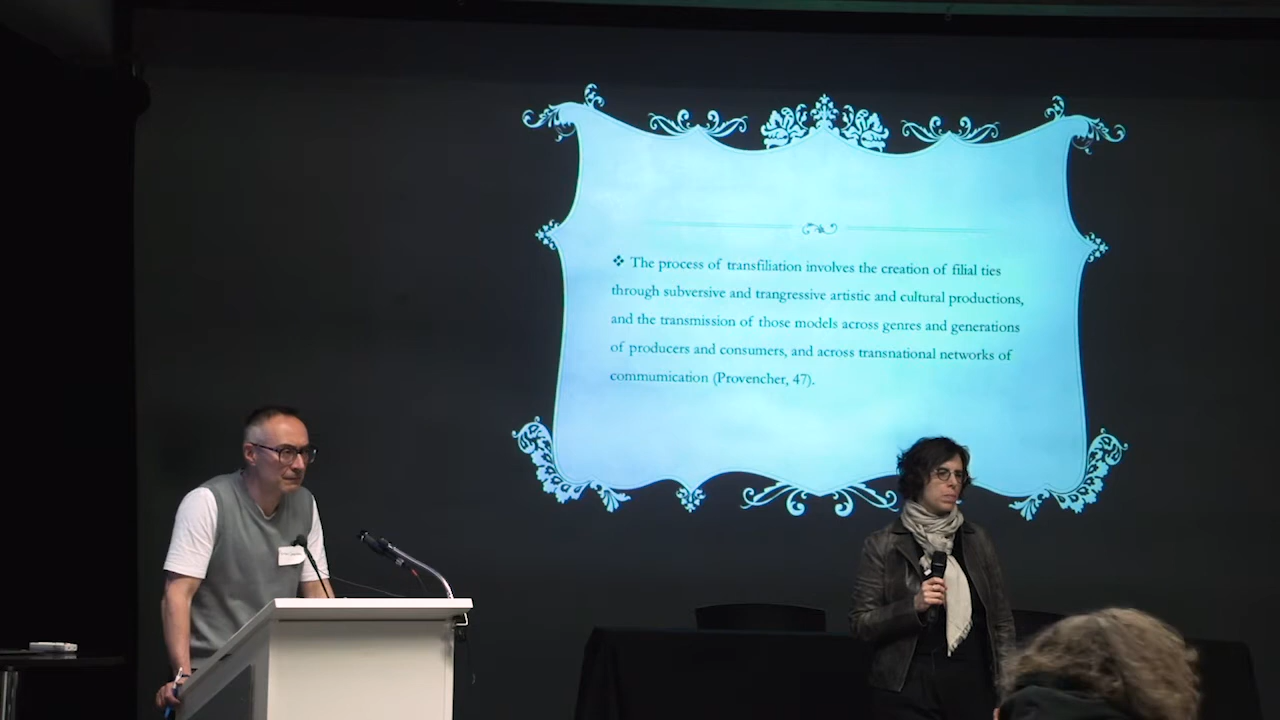 ❖ The process of transfiliation involves the creation of filial ties
through subversive and trangressive artistic and cultural productions,
and the transmission of those models across genres and generations
of producers and consumers, and across transnational networks of
commumication (Provencher, 47).